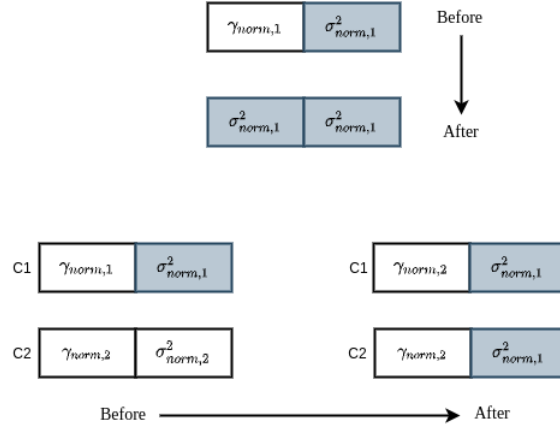 γnorm,1 σ²norm,1 Before
σ²norm,1 σ²norm,1 After
C1 γnorm,1 σ²norm,1 C1 γnorm,2 σ²norm,1
C2 γnorm,2 σ²norm,2 C2 γnorm,2 σ²norm,1
Before After